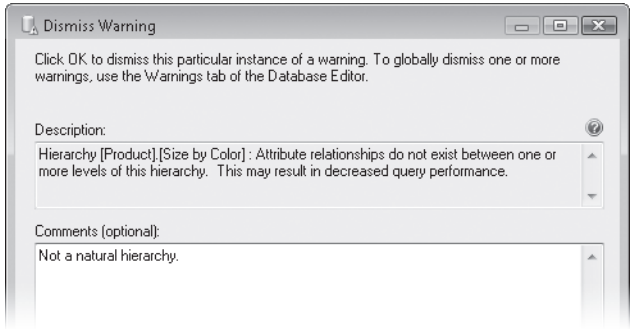 Dismiss Warning
Click OK to dismiss this particular instance of a warning. To globally dismiss one or more
warnings, use the Warnings tab of the Database Editor.
Description:
Hierarchy [Product].[Size by Color] : Attribute relationships do not exist between one or
more levels of this hierarchy.  This may result in decreased query performance.
Comments (optional):
Not a natural hierarchy.